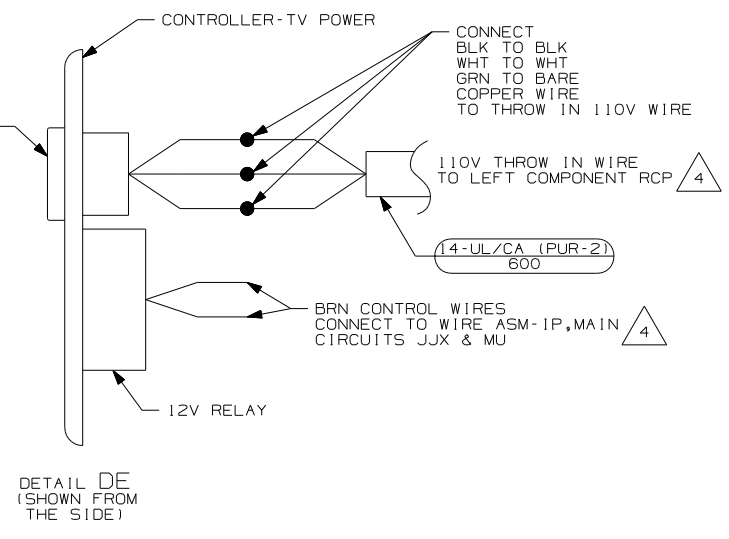 CONTROLLER-TV POWER
CONNECT
BLK TO BLK
WHT TO WHT
GRN TO BARE
COPPER WIRE
TO THROW IN 110V WIRE
110V THROW IN WIRE
TO LEFT COMPONENT RCP
4
14-UL/CA (PUR-2)
600
BRN CONTROL WIRES
CONNECT TO WIRE ASM-IP,MAIN
CIRCUITS JJX & MU
4
12V RELAY
DETAIL DE
(SHOWN FROM
THE SIDE)